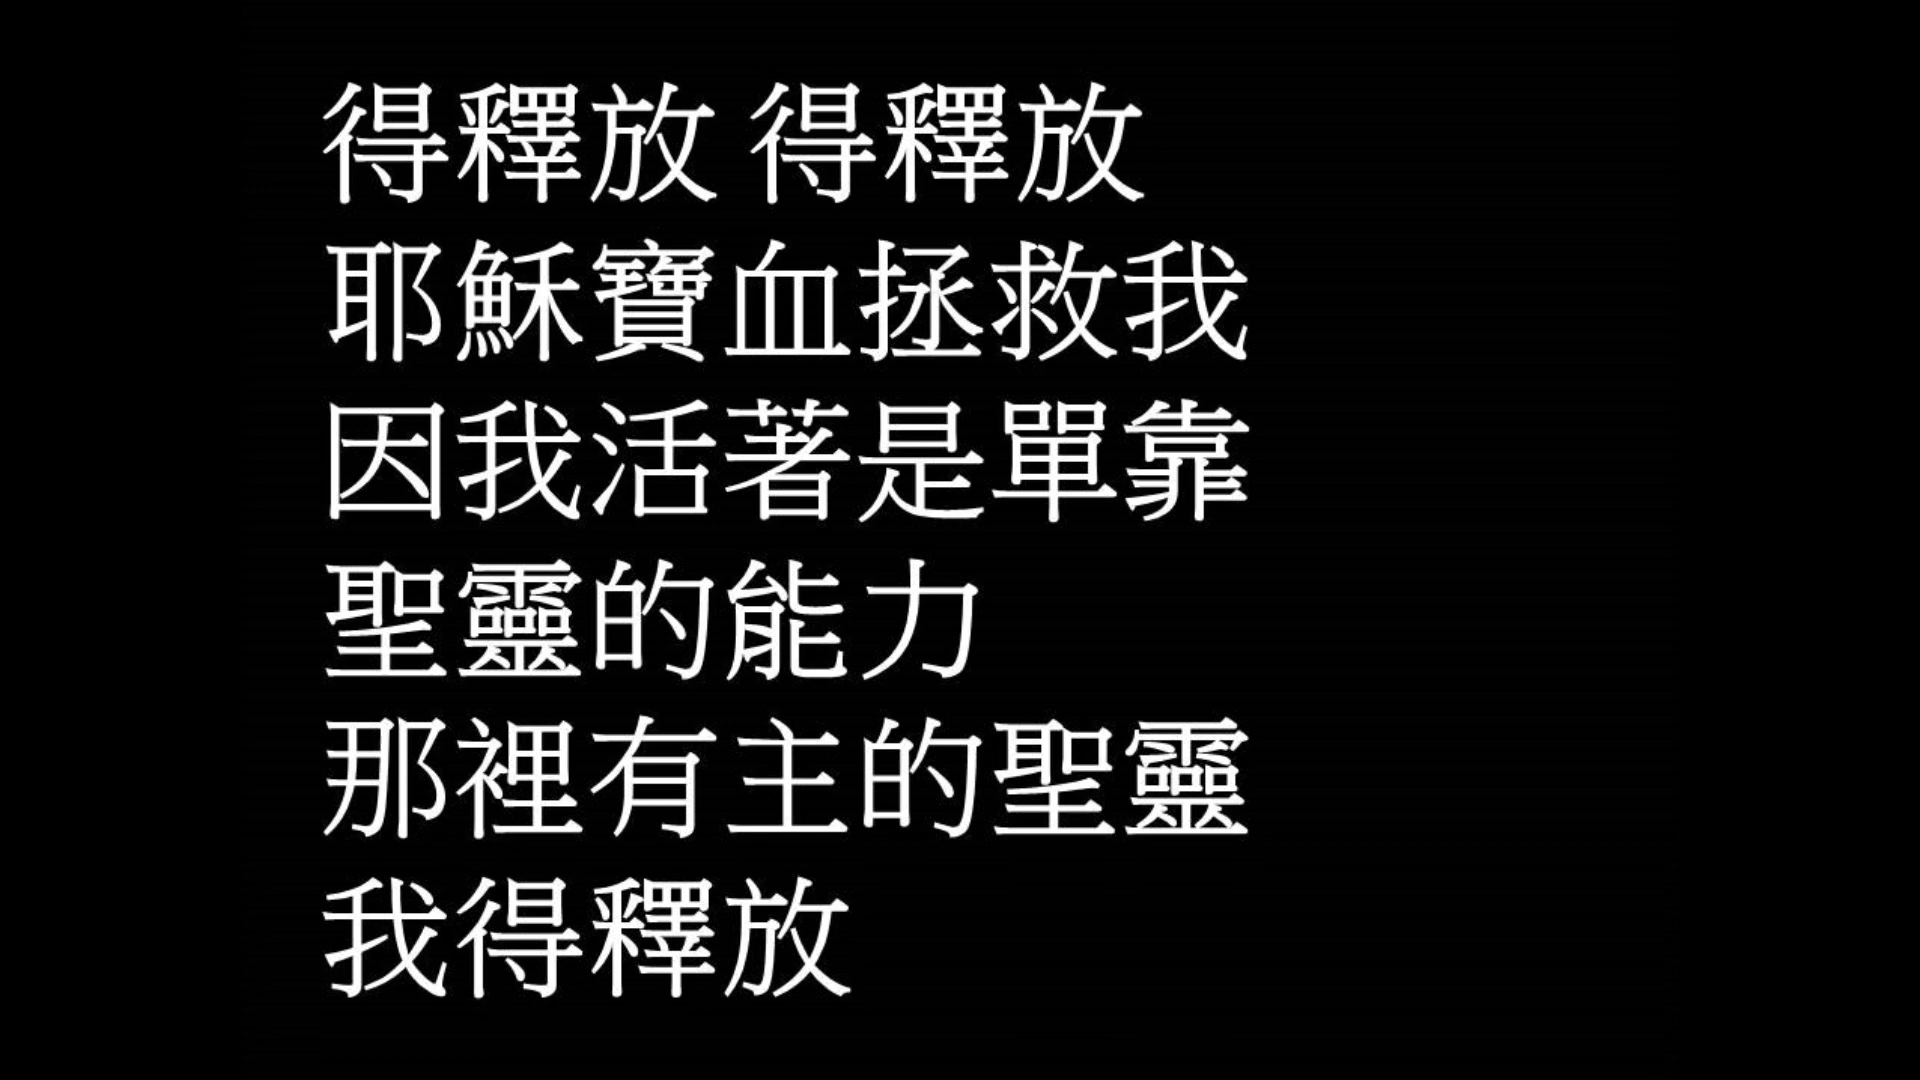 得釋放 得釋放
耶穌寶血拯救我
因我活著是單靠
聖靈的能力
那裡有主的聖靈
我得釋放